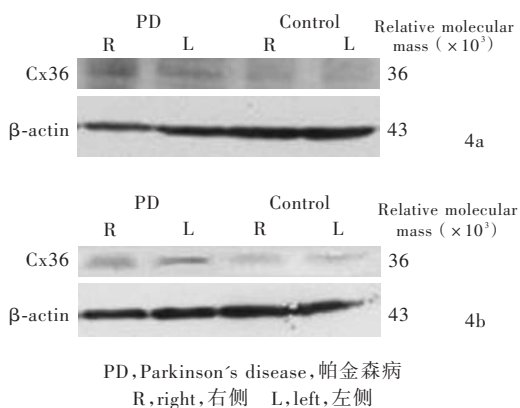 PD Control Relative molecular
R L R L mass (×10³)
Cx36 36
β-actin 43 4a
PD Control Relative molecular
R L R L mass (×10³)
Cx36 36
β-actin 43 4b
PD,Parkinson´s disease,帕金森病
R,right,右侧 L,left,左侧